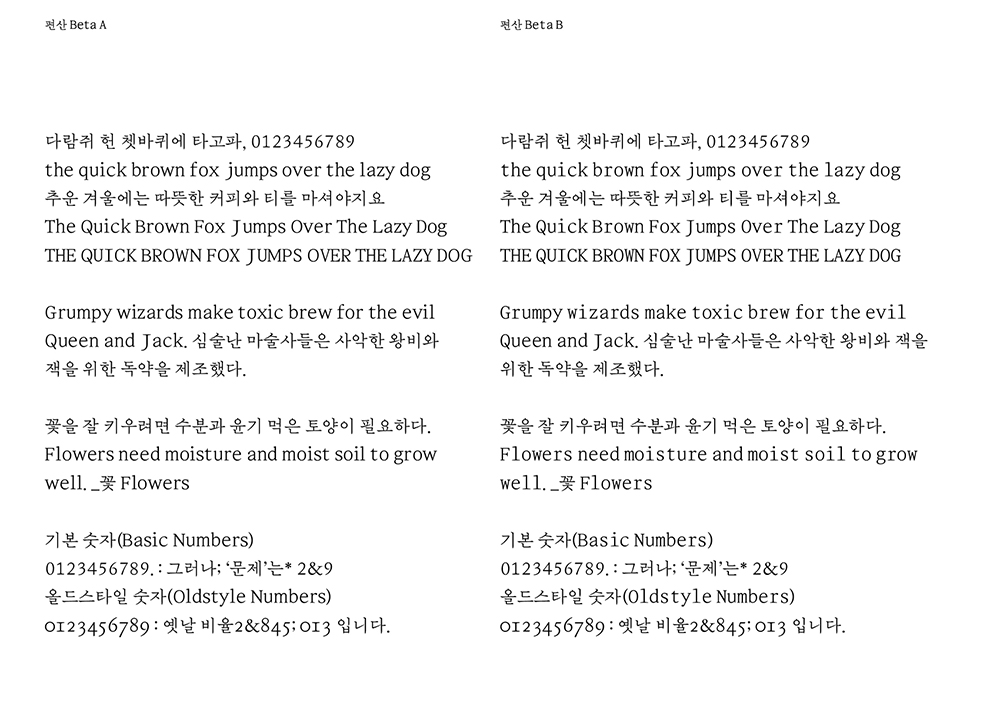 편산 Beta A
다람쥐 헌 쳇바퀴에 타고파, 0123456789
the quick brown fox jumps over the lazy dog
추운 겨울에는 따뜻한 커피와 티를 마셔야지요
The Quick Brown Fox Jumps Over The Lazy Dog
THE QUICK BROWN FOX JUMPS OVER THE LAZY DOG
Grumpy wizards make toxic brew for the evil
Queen and Jack. 심술난 마술사들은 사악한 왕비와
잭을 위한 독약을 제조했다.
꽃을 잘 키우려면 수분과 윤기 먹은 토양이 필요하다.
Flowers need moisture and moist soil to grow
well. _꽃 Flowers
기본 숫자(Basic Numbers)
0123456789. : 그러나; ‘문제’는* 2&9
올드스타일 숫자(Oldstyle Numbers)
0123456789 : 옛날 비율2&845; 013 입니다.
편산 Beta B
다람쥐 헌 쳇바퀴에 타고파, 0123456789
the quick brown fox jumps over the lazy dog
추운 겨울에는 따뜻한 커피와 티를 마셔야지요
The Quick Brown Fox Jumps Over The Lazy Dog
THE QUICK BROWN FOX JUMPS OVER THE LAZY DOG
Grumpy wizards make toxic brew for the evil
Queen and Jack. 심술난 마술사들은 사악한 왕비와 잭을
위한 독약을 제조했다.
꽃을 잘 키우려면 수분과 윤기 먹은 토양이 필요하다.
Flowers need moisture and moist soil to grow
well. _꽃 Flowers
기본 숫자(Basic Numbers)
0123456789. : 그러나; ‘문제’는* 2&9
올드스타일 숫자(Oldstyle Numbers)
0123456789 : 옛날 비율2&845; 013 입니다.